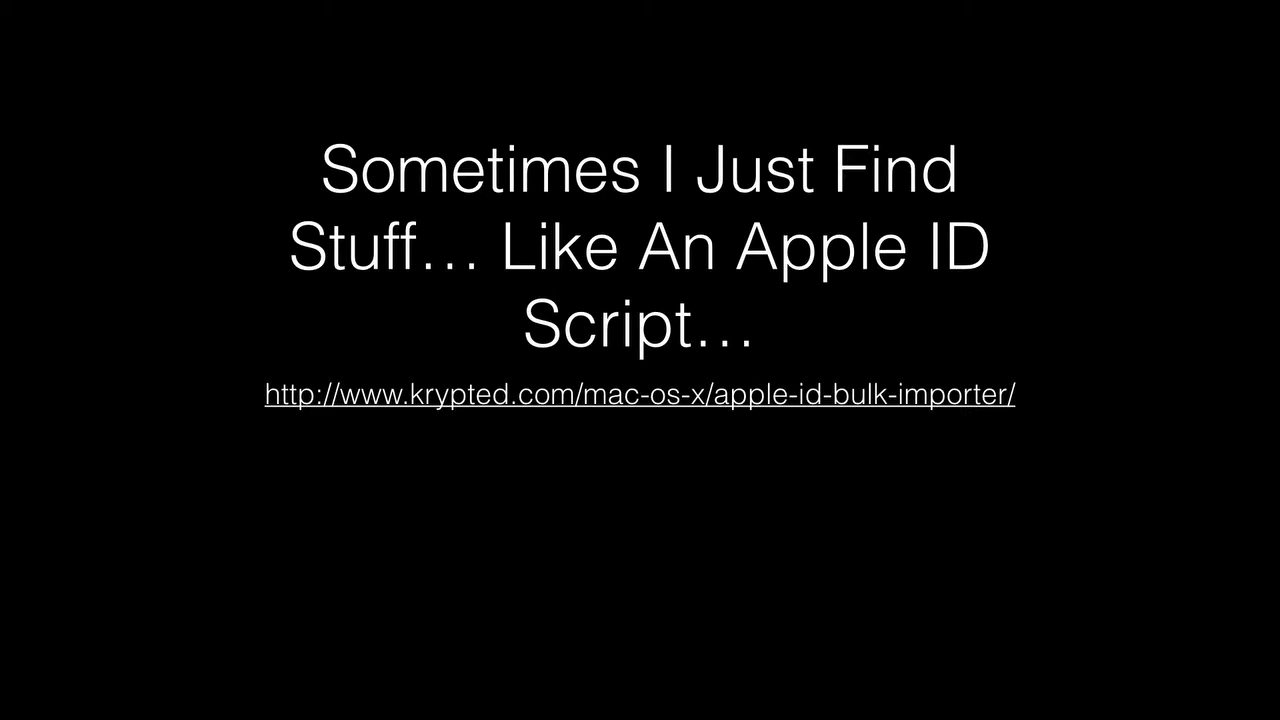 Sometimes I Just Find
Stuff… Like An Apple ID
Script…
http://www.krypted.com/mac-os-x/apple-id-bulk-importer/